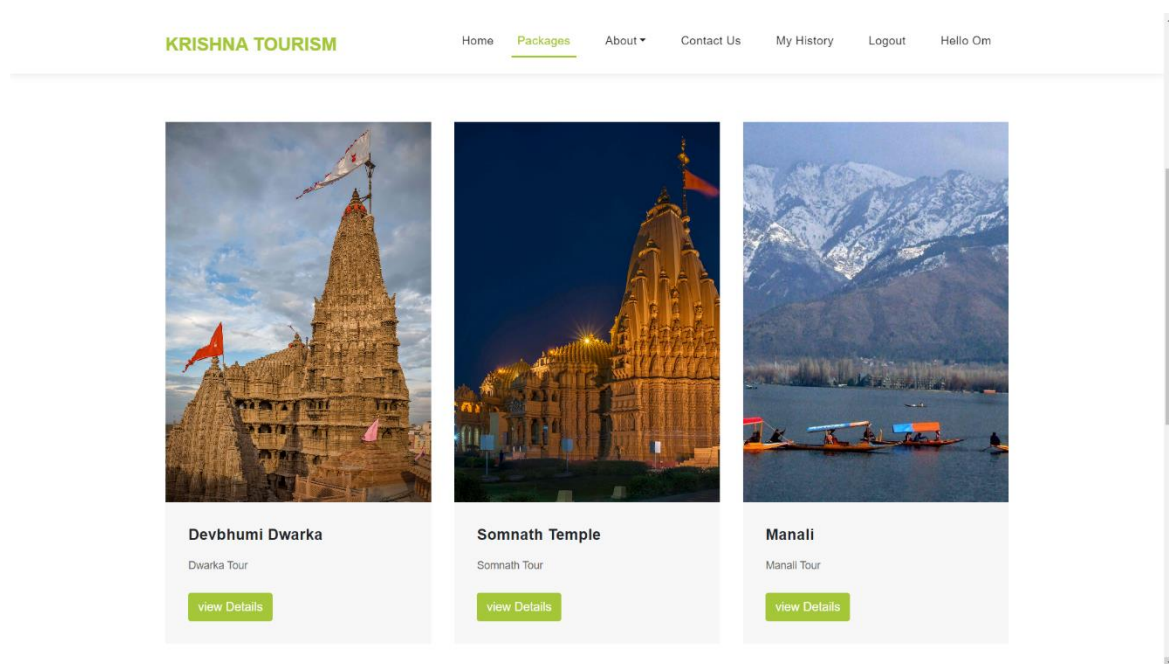 KRISHNA TOURISM
Home Packages About Contact Us My History Logout Hello Om
Devbhumi Dwarka
Dwarka Tour
view Details
Somnath Temple
Somnath Tour
view Details
Manali
Manali Tour
view Details